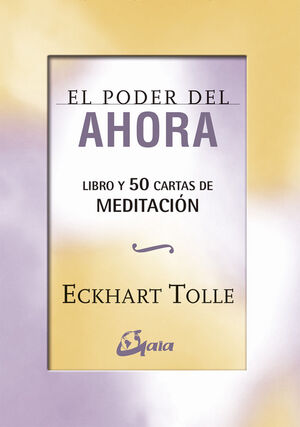 EL PODER DEL
AHORA
LIBRO Y 50 CARTAS DE
MEDITACIÓN
ECKHART TOLLE
Gaia